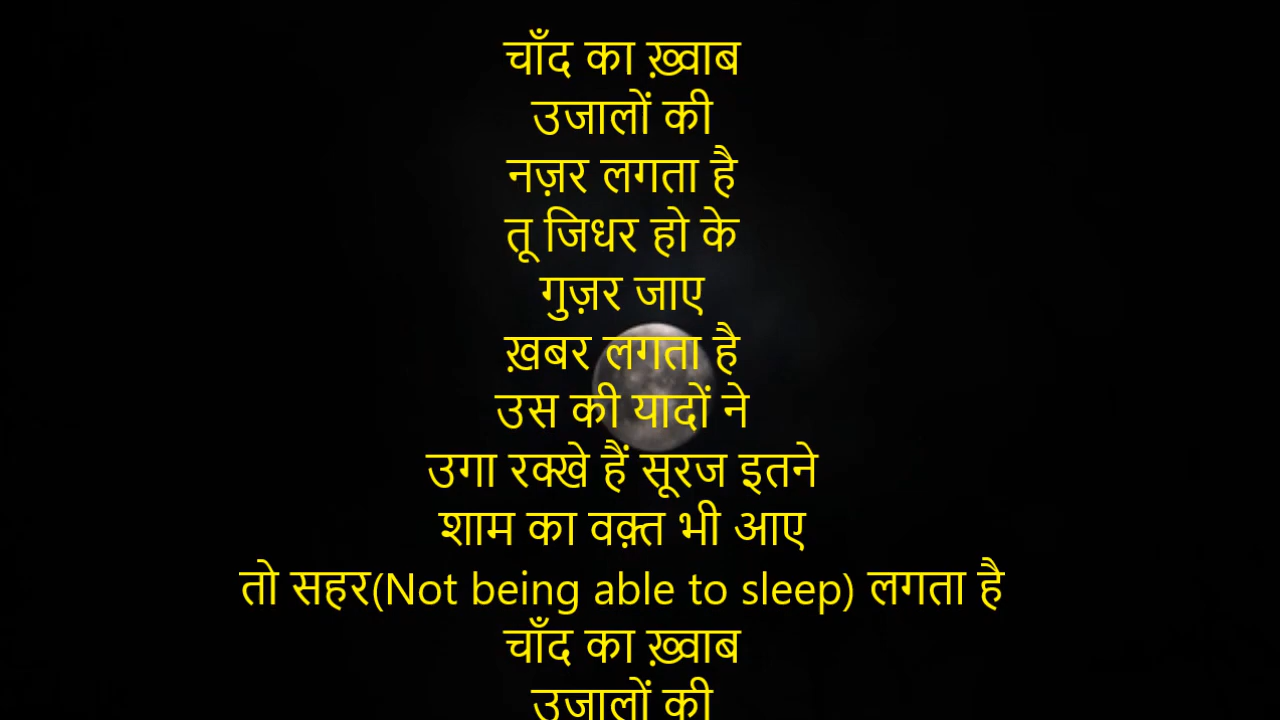 चाँद का ख़्वाब
उजालों की
नज़र लगता है
तू जिधर हो के
गुज़र जाए
ख़बर लगता है
उस की यादों ने
उगा रक्खे हैं सूरज इतने
शाम का वक़्त भी आए
तो सहर(Not being able to sleep) लगता है
चाँद का ख़्वाब
उजालों की